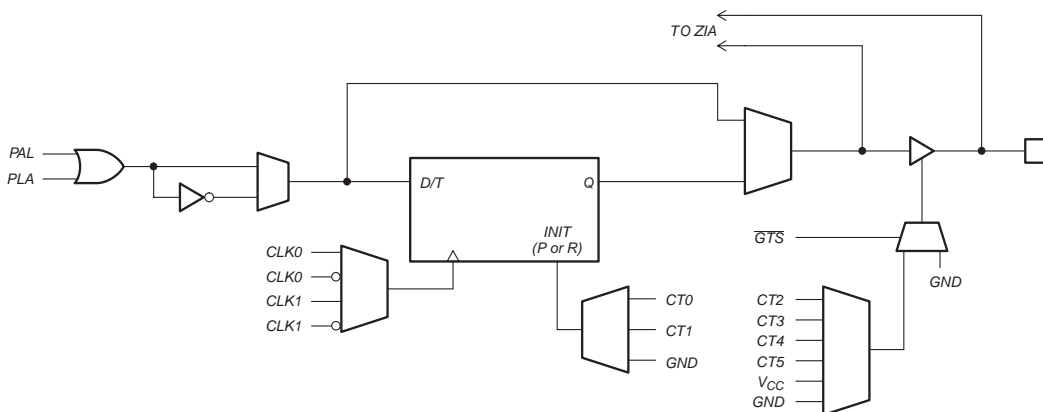 TO ZIA
PAL
PLA
D/T
Q
INIT
(P or R)
CLK0
CLK0
CLK1
CLK1
CT0
CT1
GND
G̅T̅S̅
GND
CT2
CT3
CT4
CT5
VCC
GND